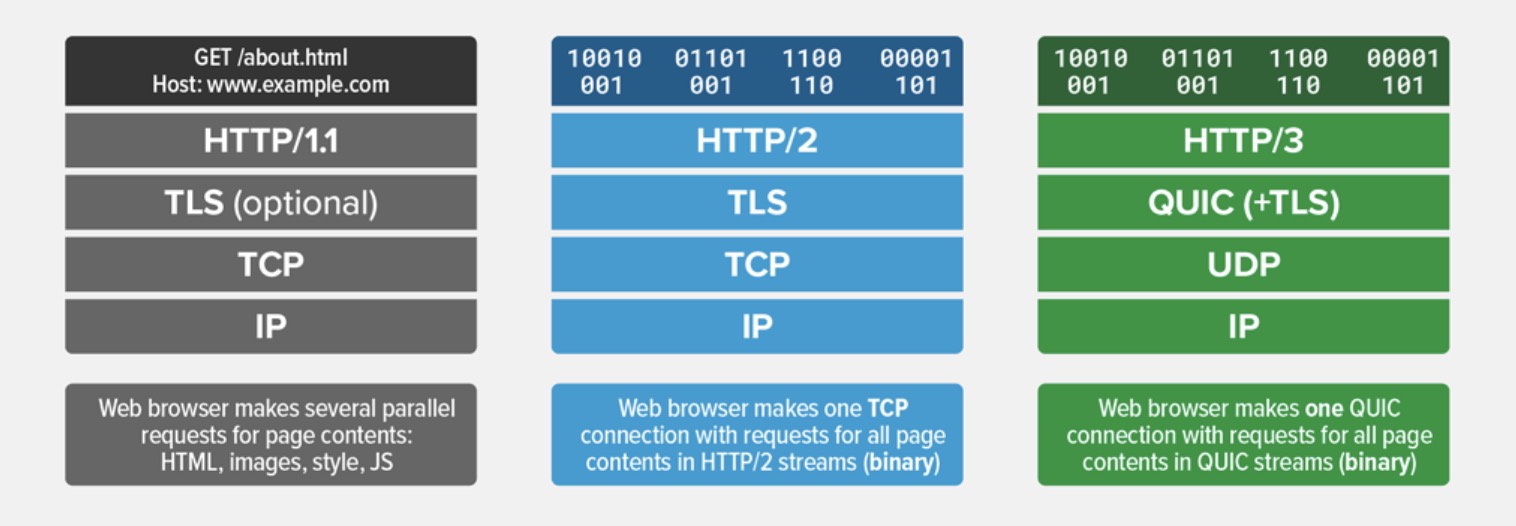 GET /about.html
Host: www.example.com
HTTP/1.1
TLS (optional)
TCP
IP
Web browser makes several parallel
requests for page contents:
HTML, images, style, JS
10010 01101 1100 00001
001 001 110 101
HTTP/2
TLS
TCP
IP
Web browser makes one TCP
connection with requests for all page
contents in HTTP/2 streams (binary)
10010 01101 1100 00001
001 001 110 101
HTTP/3
QUIC (+TLS)
UDP
IP
Web browser makes one QUIC
connection with requests for all page
contents in QUIC streams (binary)